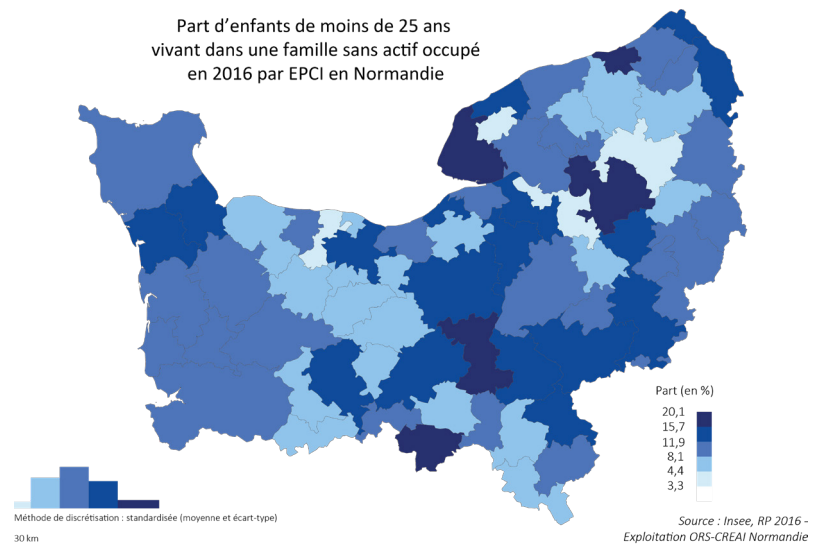 Part d’enfants de moins de 25 ans
vivant dans une famille sans actif occupé
en 2016 par EPCI en Normandie
Part (en %)
20,1
15,7
11,9
8,1
4,4
3,3
Méthode de discrétisation : standardisée (moyenne et écart-type)
30 km
Source : Insee, RP 2016 -
Exploitation ORS-CREAI Normandie